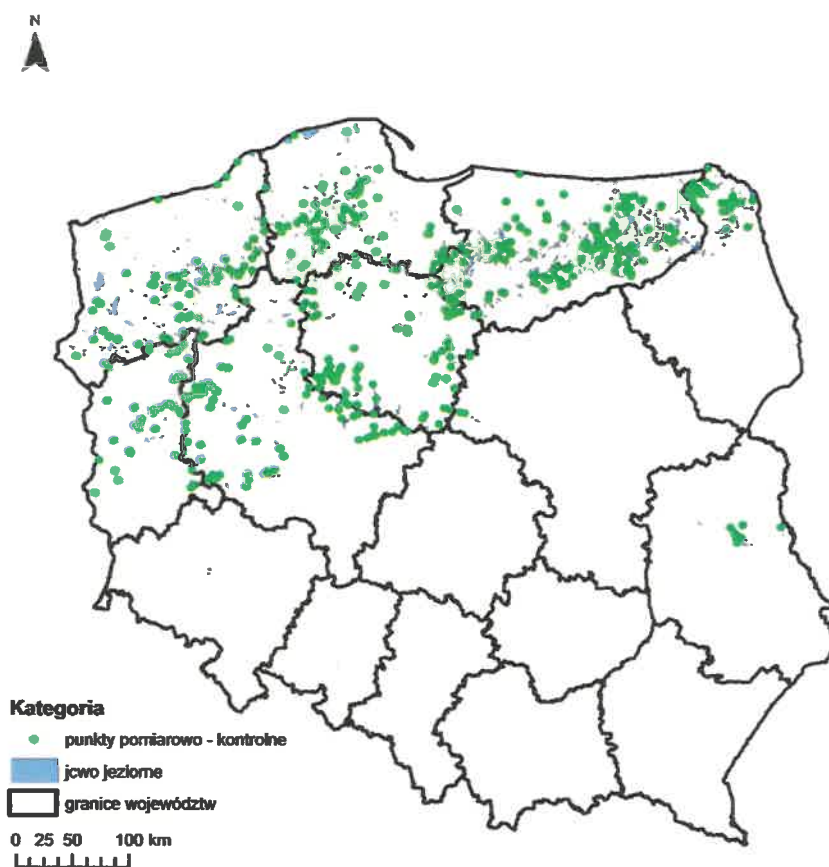 N
Kategoria
punkty pomiarowo - kontrolne
jcwo jeziorne
granice województw
0 25 50 100 km